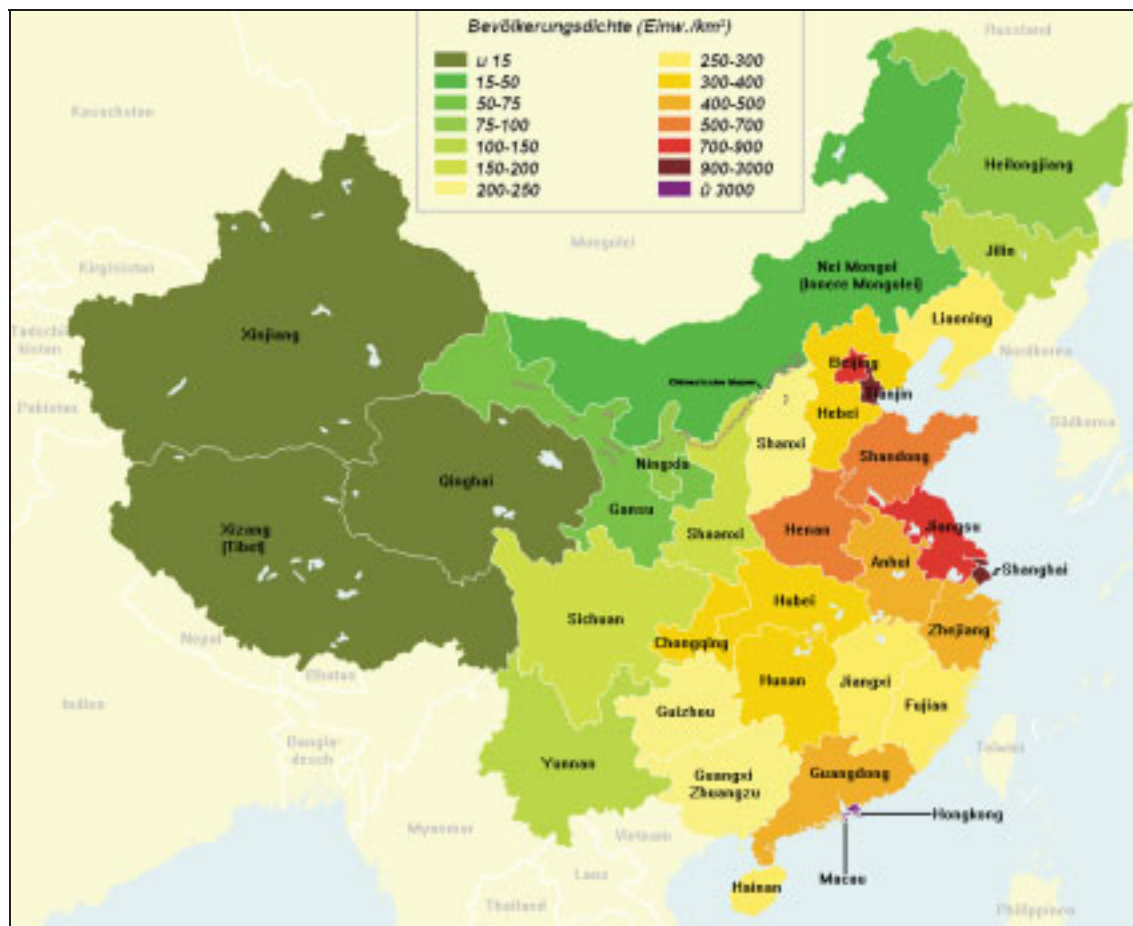 Bevölkerungsdichte (Einw./km²)
u 15
15-50
50-75
75-100
100-150
150-200
200-250
250-300
300-400
400-500
500-700
700-900
900-3000
ü 3000
Russland
Kasachstan
Mongolei
Kirgisistan
Tadschi
kistan
Pakistan
Heilongjiang
Jilin
Nei Mongol
(Innere Mongolei)
Liaoning
Nordkorea
Südkorea
Xinjiang
Chinesische Mauer
Beijing
Tianjin
Hebei
Shanxi
Shandong
Ningxia
Qinghai
Gansu
Shaanxi
Henan
Jiangsu
Xizang
(Tibet)
Anhui
Shanghai
Hubei
Sichuan
Chongqing
Zhejiang
Nepal
Bhutan
Hunan
Jiangxi
Fujian
Guizhou
Indien
Bangla-
desch
Yunnan
Guangxi
Zhuangzu
Guangdong
Taiwan
Hongkong
Myanmar
Vietnam
Laos
Macau
Hainan
Thailand
Philippinen